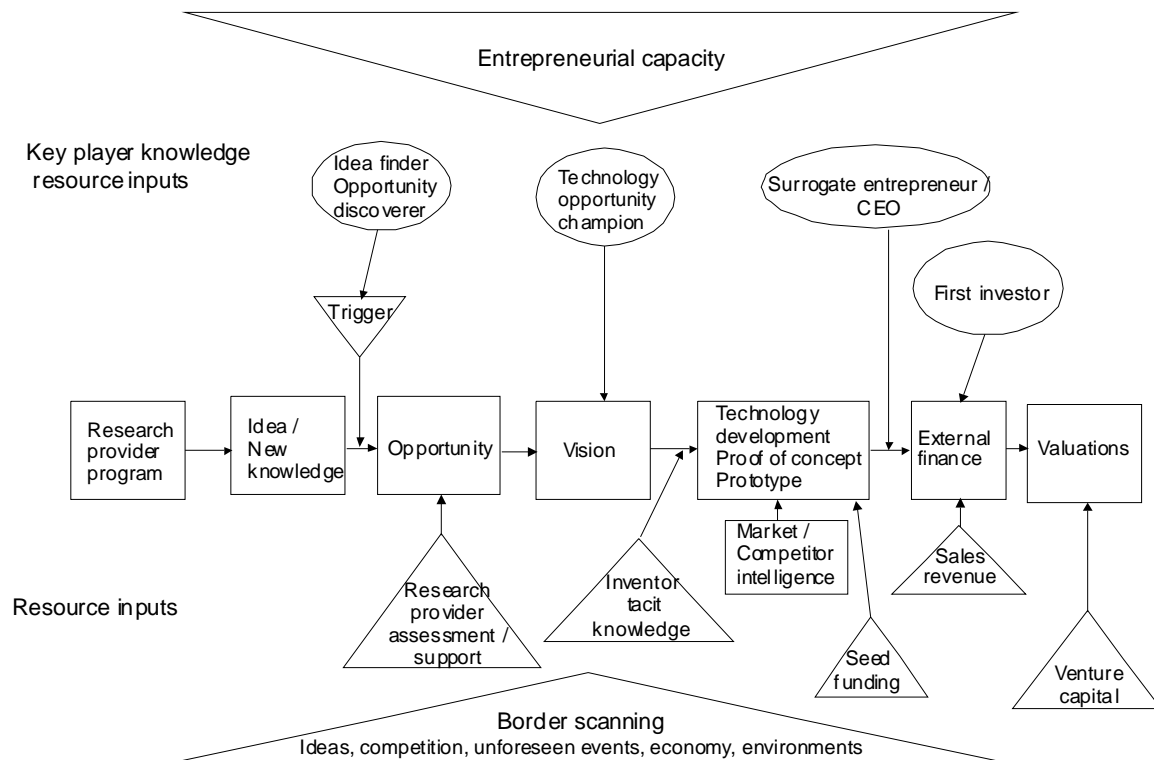 Entrepreneurial capacity
Key player knowledge
resource inputs
Idea finder
Opportunity
discoverer
Technology
opportunity
champion
Surrogate entrepreneur /
CEO
First investor
Trigger
Research
provider
program
Idea /
New
knowledge
Opportunity
Vision
Technology
development
Proof of concept
Prototype
External
finance
Valuations
Market /
Competitor
intelligence
Sales
revenue
Resource inputs
Research
provider
assessment /
support
Inventor
tacit
knowledge
Seed
funding
Venture
capital
Border scanning
Ideas, competition, unforeseen events, economy, environments